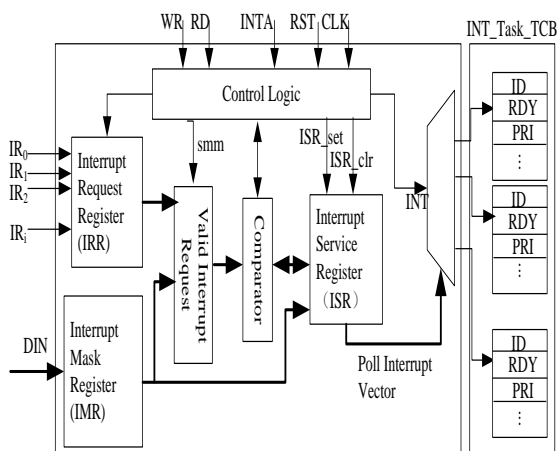 WR RD INTA RST CLK INT_Task_TCB
Control Logic
IR0
IR1
IR2
IRi
Interrupt
Request
Register
(IRR)
smm
ISR_set
ISR_clr
INT
Valid Interrupt
Request
Comparator
Interrupt
Service
Register
(ISR)
DIN
Interrupt
Mask
Register
(IMR)
Poll Interrupt
Vector
ID
RDY
PRI
⋮
ID
RDY
PRI
⋮
ID
RDY
PRI
⋮